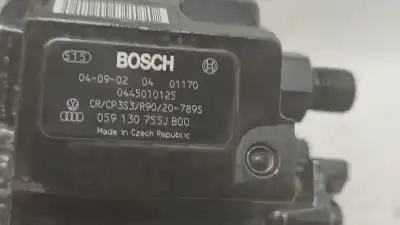 515 BOSCH
04-09-02 04 01170
0445010125
CR/CP3S3/R90/20-789S
059 130 755J B00
Made in Czech Republic